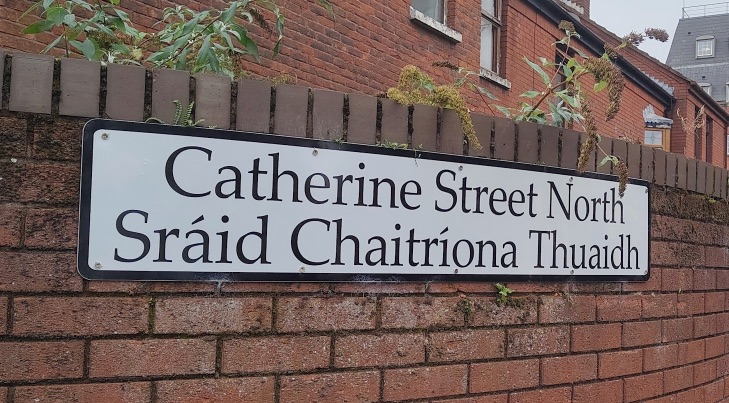 Catherine Street North
Sráid Chaitríona Thuaidh